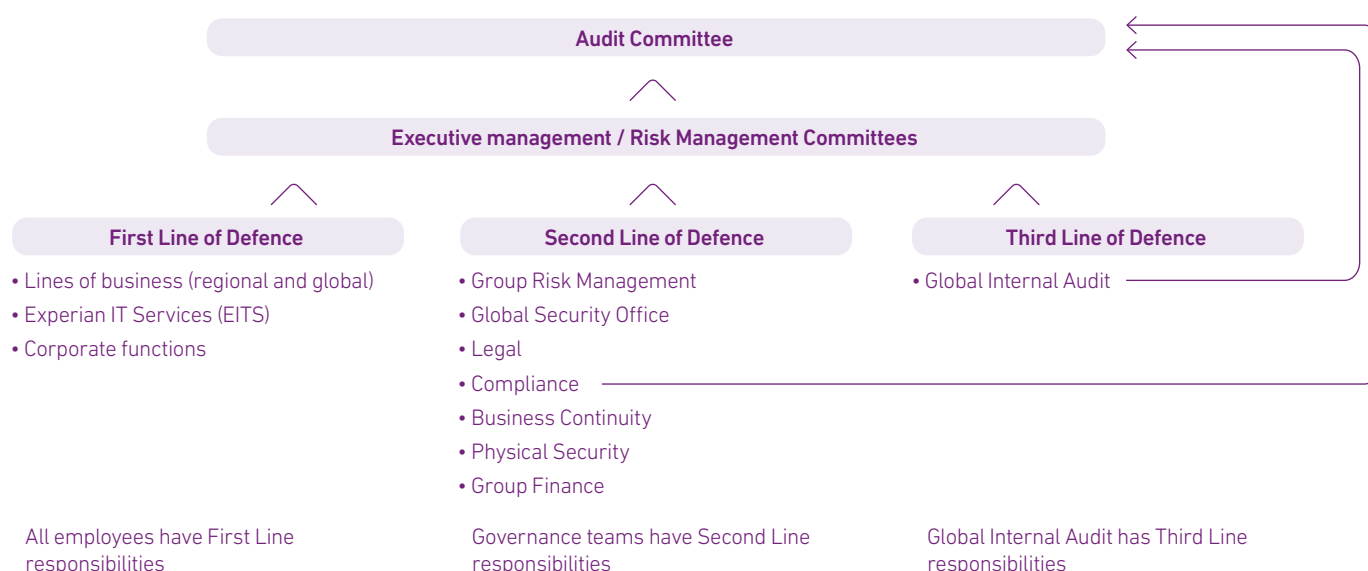 Audit Committee
Executive management / Risk Management Committees
First Line of Defence
• Lines of business (regional and global)
• Experian IT Services (EITS)
• Corporate functions
All employees have First Line
responsibilities
Second Line of Defence
• Group Risk Management
• Global Security Office
• Legal
• Compliance
• Business Continuity
• Physical Security
• Group Finance
Governance teams have Second Line
responsibilities
Third Line of Defence
• Global Internal Audit
Global Internal Audit has Third Line
responsibilities